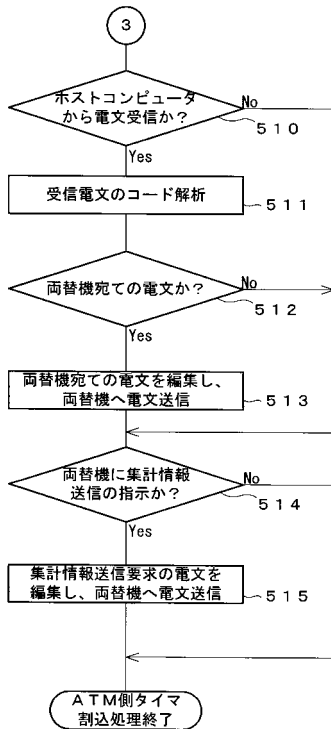 3
ホストコンピュータ
から電文受信か?
No
510
Yes
受信電文のコード解析
511
両替機宛ての電文か?
No
512
Yes
両替機宛ての電文を編集し、
両替機へ電文送信
513
両替機に集計情報
送信の指示か?
No
514
Yes
集計情報送信要求の電文を
編集し、両替機へ電文送信
515
ATM側タイマ
割込処理終了